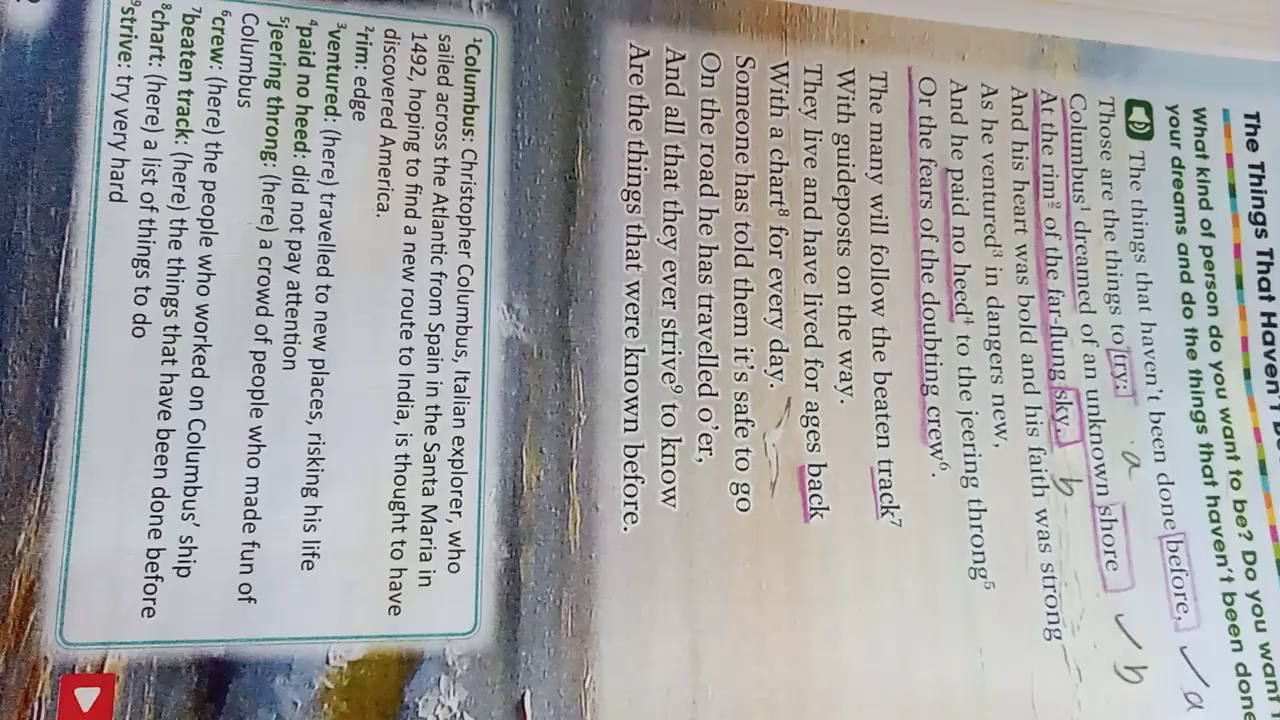 The Things That Haven't
What kind of person do you want to be? Do you want
your dreams and do the things that haven't been done
The things that haven't been done before, a
Those are the things to try: a
Columbus¹ dreamed of an unknown shore b
At the rim² of the far-flung sky, b
And his heart was bold and his faith was strong
As he ventured³ in dangers new,
And he paid no heed⁴ to the jeering throng⁵
Or the fears of the doubting crew⁶.
The many will follow the beaten track⁷
With guideposts on the way.
They live and have lived for ages back
With a chart⁸ for every day.
Someone has told them it's safe to go
On the road he has travelled o'er,
And all that they ever strive⁹ to know
Are the things that were known before.
¹Columbus: Christopher Columbus, Italian explorer, who
sailed across the Atlantic from Spain in the Santa Maria in
1492, hoping to find a new route to India, is thought to have
discovered America.
²rim: edge
³ventured: (here) travelled to new places, risking his life
⁴paid no heed: did not pay attention
⁵jeering throng: (here) a crowd of people who made fun of
Columbus
⁶crew: (here) the people who worked on Columbus' ship
⁷beaten track: (here) the things that have been done before
⁸chart: (here) a list of things to do
⁹strive: try very hard